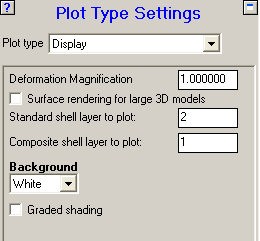 ? Plot Type Settings
Plot type Display
Deformation Magnification 1.000000
Surface rendering for large 3D models
Standard shell layer to plot: 2
Composite shell layer to plot: 1
Background
White
Graded shading